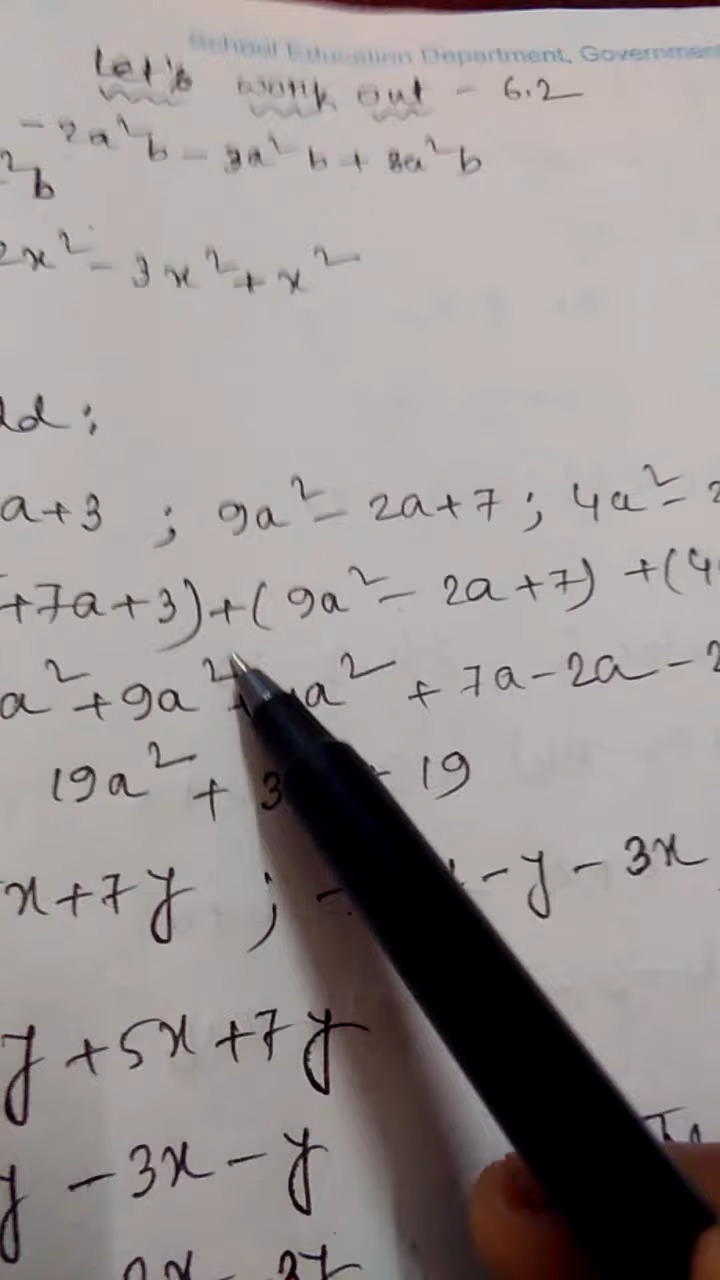 School Education Department, Government
Let's work out - 6.2
- 2a²b - 3a²b + 8a²b
²b
2x² - 3x² + x²
dd:
a+3 ; 9a² - 2a+7 ; 4a² -
+7a+3)+(9a² - 2a+7) +(4
a² + 9a² + a² + 7a-2a-2
19a² + 3 + 19
x+7y ; - -y-3x
y +5x+7y
y -3x-y